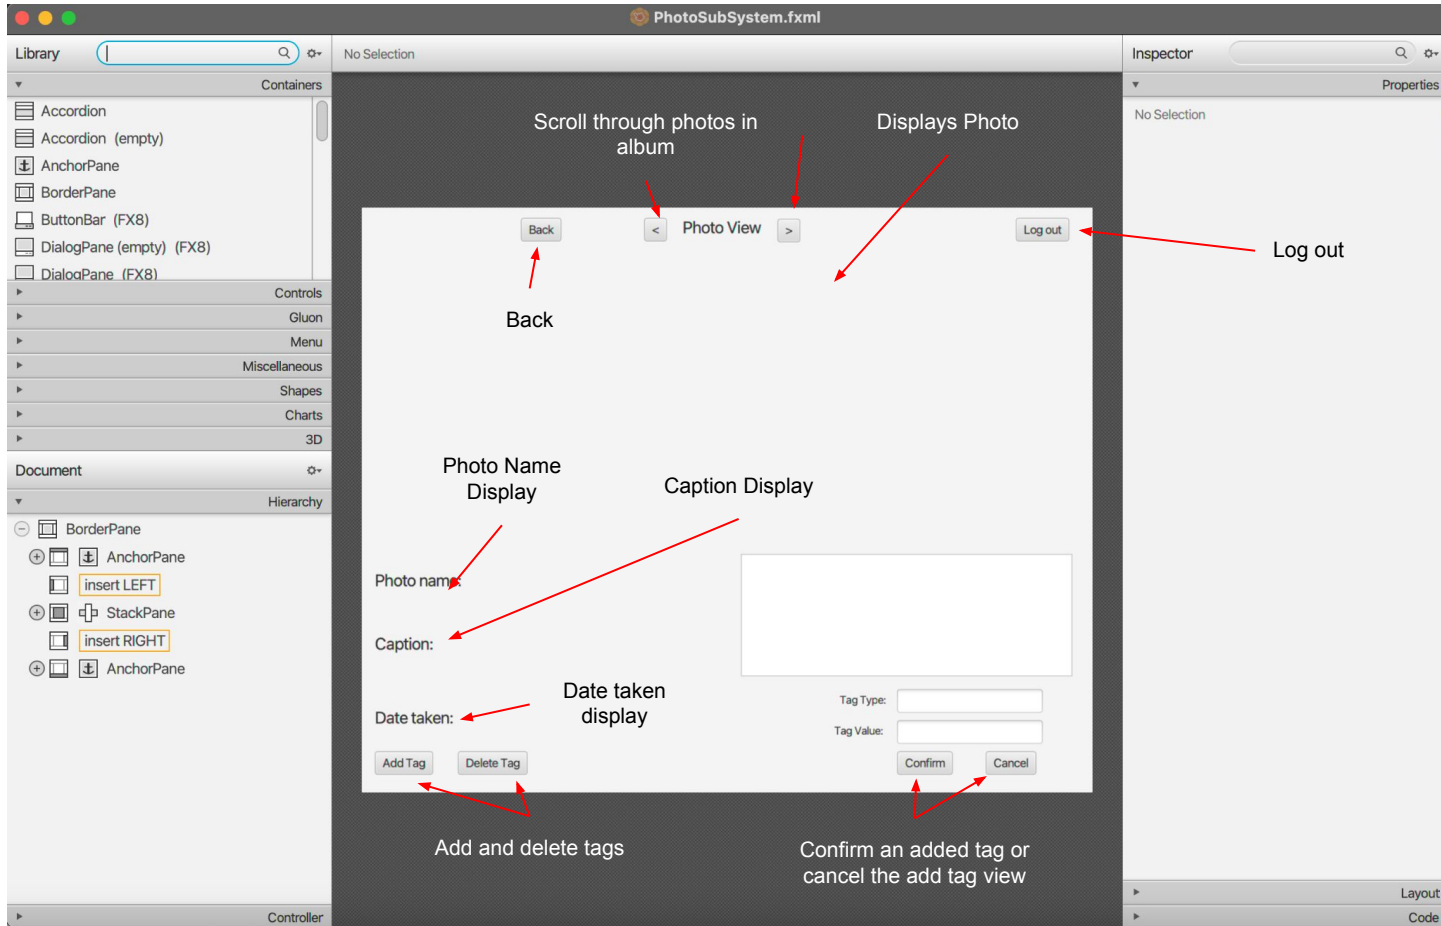 PhotoSubSystem.fxml
Library
No Selection
Inspector
Containers
Properties
Accordion
Accordion (empty)
AnchorPane
BorderPane
ButtonBar (FX8)
DialogPane (empty) (FX8)
DialogPane (FX8)
Controls
Gluon
Menu
Miscellaneous
Shapes
Charts
3D
Document
Hierarchy
BorderPane
AnchorPane
insert LEFT
StackPane
insert RIGHT
AnchorPane
Controller
Scroll through photos in
album
Displays Photo
Back
<
Photo View
>
Log out
Log out
Back
Photo Name
Display
Caption Display
Photo name:
Caption:
Date taken
display
Date taken:
Tag Type:
Tag Value:
Add Tag
Delete Tag
Confirm
Cancel
Add and delete tags
Confirm an added tag or
cancel the add tag view
No Selection
Layout
Code